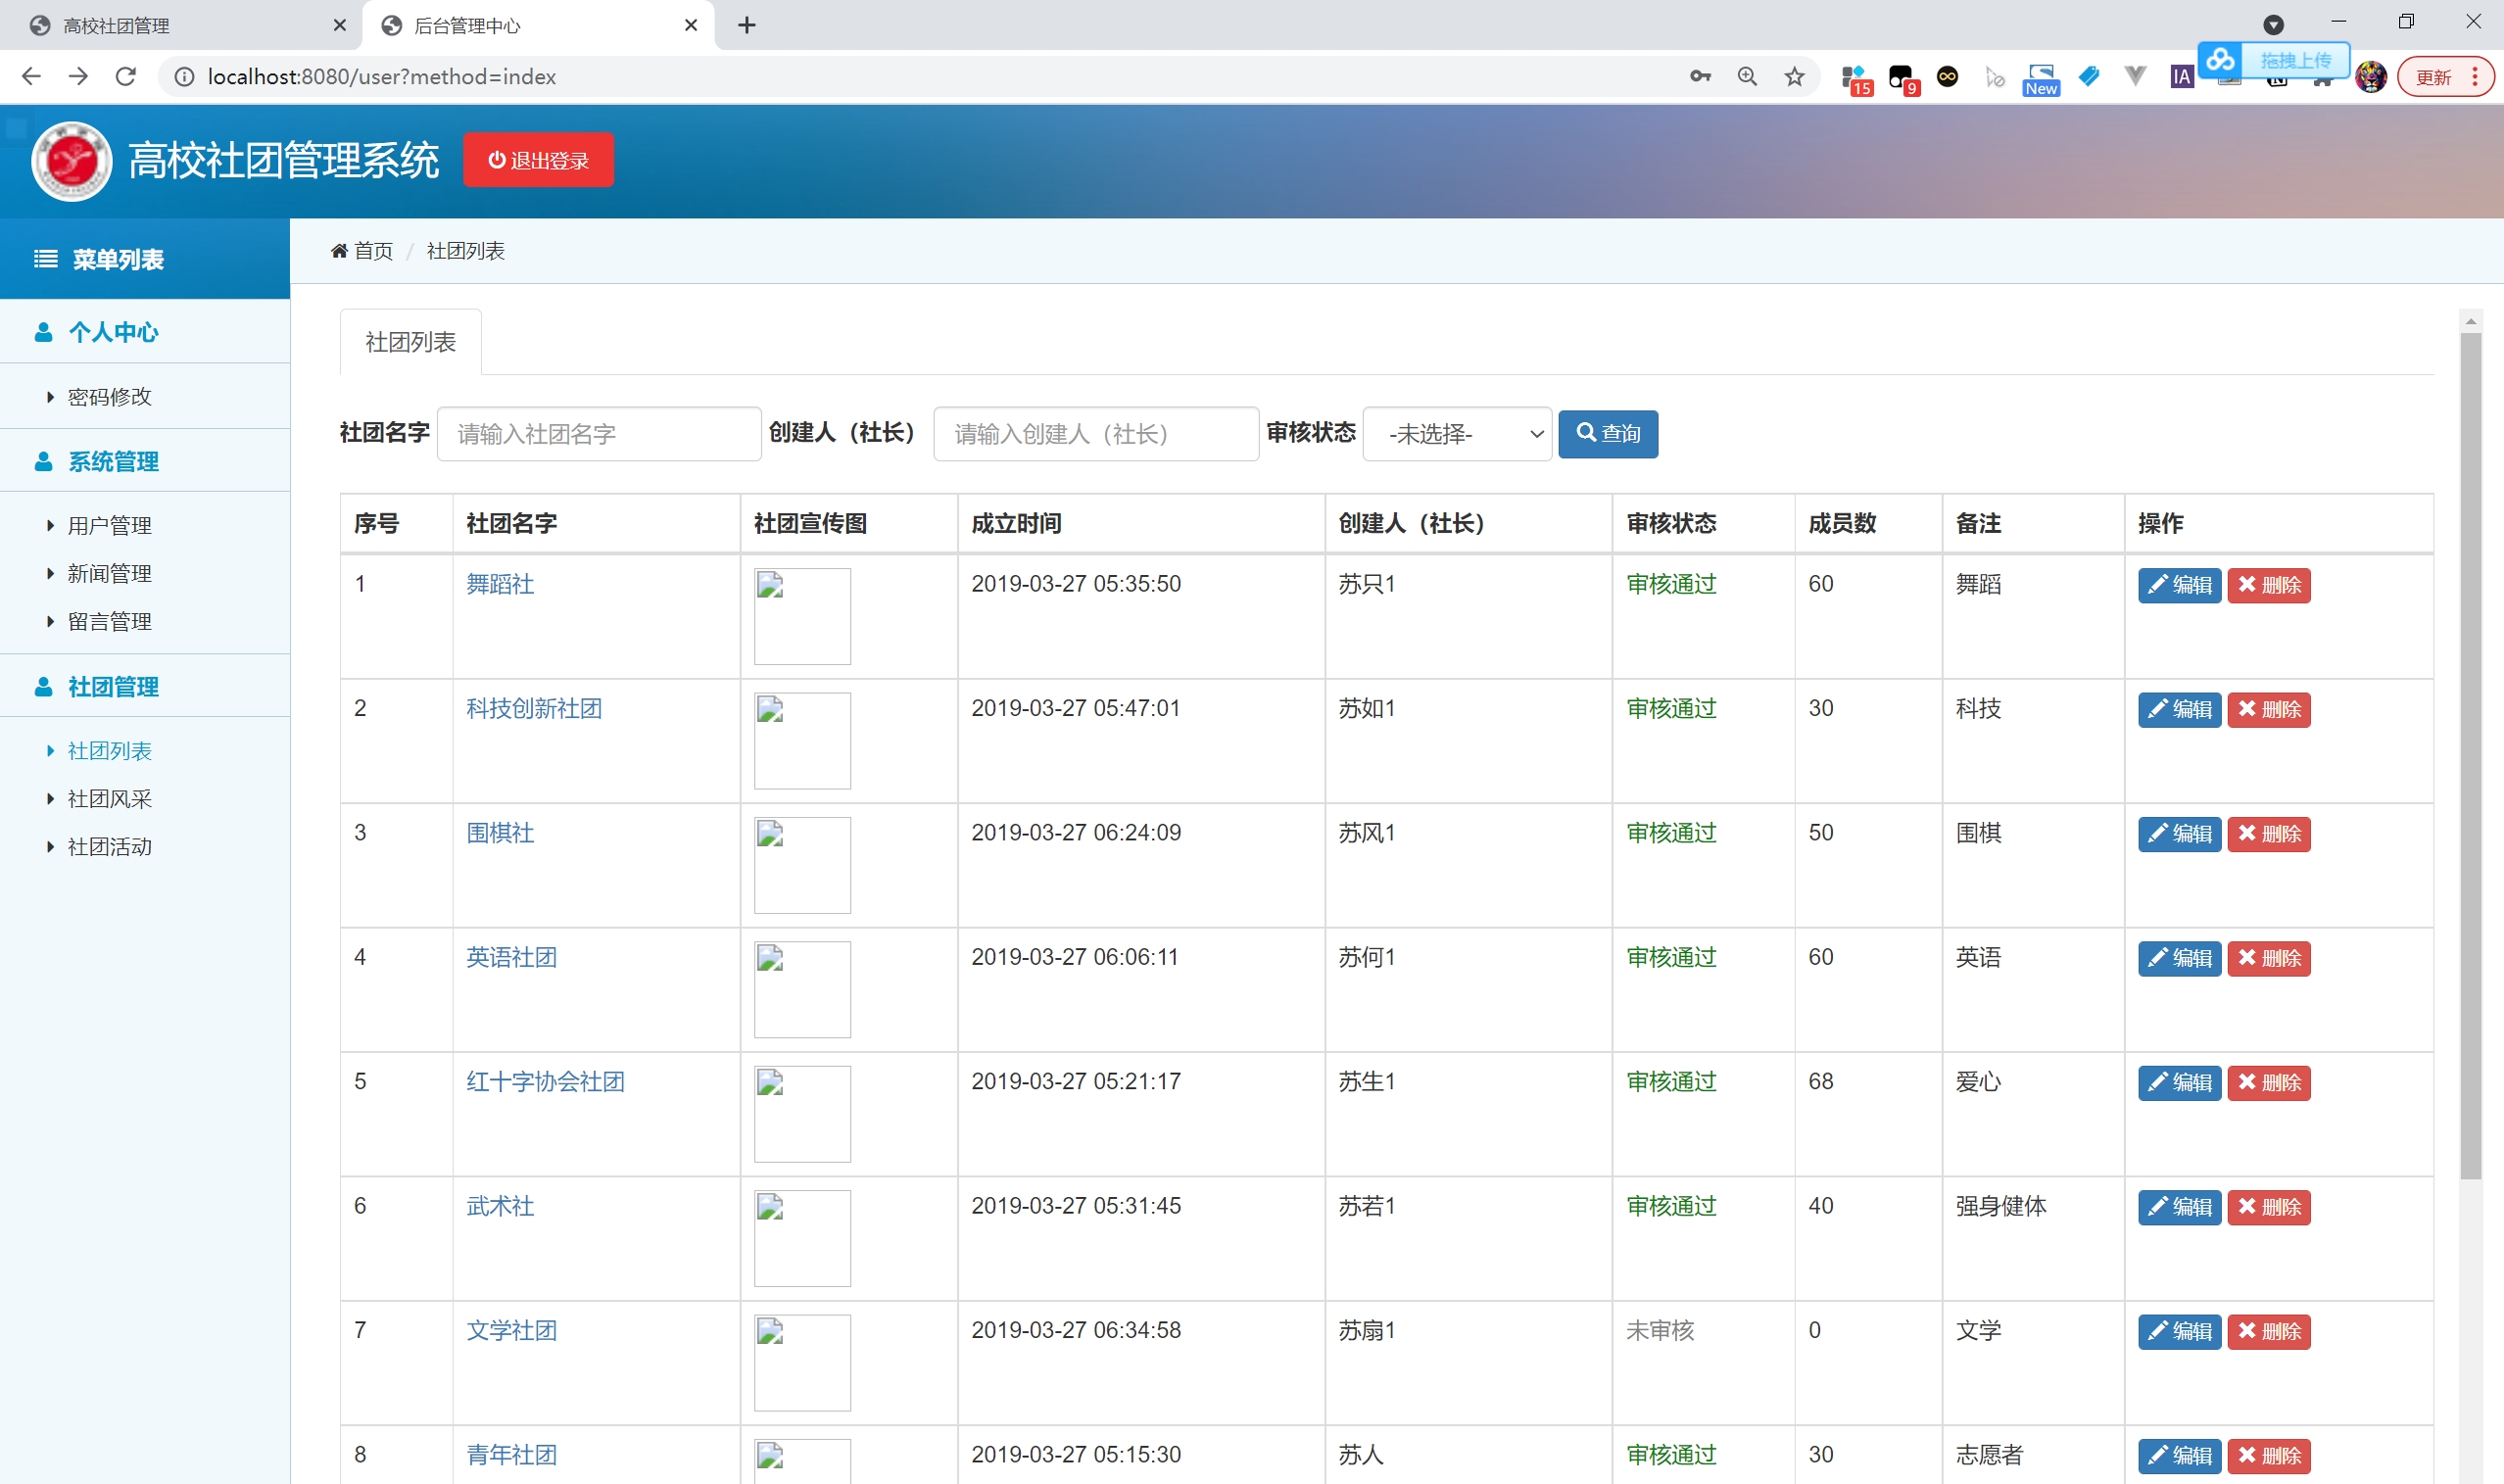 高校社团管理
后台管理中心
localhost:8080/user?method=index
15
9
New
IA
拖拽上传
更新
高校社团管理系统
退出登录
菜单列表
首页 / 社团列表
个人中心
密码修改
系统管理
用户管理
新闻管理
留言管理
社团管理
社团列表
社团风采
社团活动
社团列表
社团名字 请输入社团名字 创建人（社长） 请输入创建人（社长） 审核状态 -未选择- 查询
序号 社团名字 社团宣传图 成立时间 创建人（社长） 审核状态 成员数 备注 操作
1 舞蹈社 2019-03-27 05:35:50 苏只1 审核通过 60 舞蹈 编辑 删除
2 科技创新社团 2019-03-27 05:47:01 苏如1 审核通过 30 科技 编辑 删除
3 围棋社 2019-03-27 06:24:09 苏风1 审核通过 50 围棋 编辑 删除
4 英语社团 2019-03-27 06:06:11 苏何1 审核通过 60 英语 编辑 删除
5 红十字协会社团 2019-03-27 05:21:17 苏生1 审核通过 68 爱心 编辑 删除
6 武术社 2019-03-27 05:31:45 苏若1 审核通过 40 强身健体 编辑 删除
7 文学社团 2019-03-27 06:34:58 苏扇1 未审核 0 文学 编辑 删除
8 青年社团 2019-03-27 05:15:30 苏人 审核通过 30 志愿者 编辑 删除